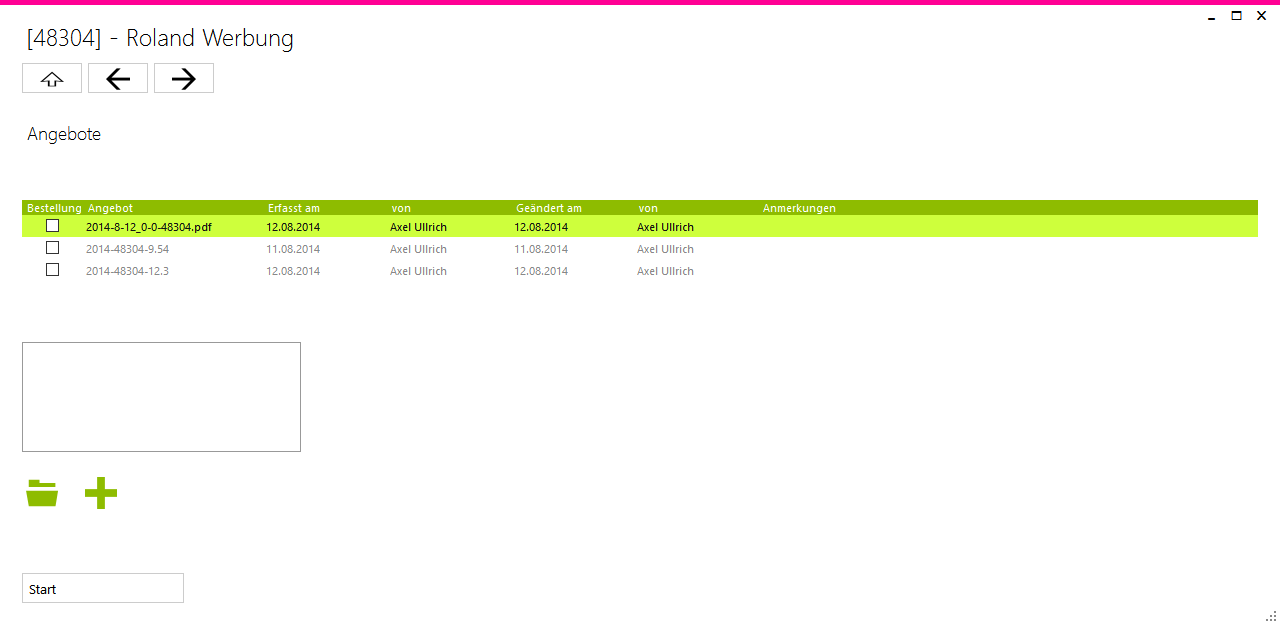 [48304] - Roland Werbung
Angebote
Bestellung Angebot Erfasst am von Geändert am von Anmerkungen
2014-8-12_0-0-48304.pdf 12.08.2014 Axel Ullrich 12.08.2014 Axel Ullrich
2014-48304-9.54 11.08.2014 Axel Ullrich 11.08.2014 Axel Ullrich
2014-48304-12.3 12.08.2014 Axel Ullrich 12.08.2014 Axel Ullrich
Start